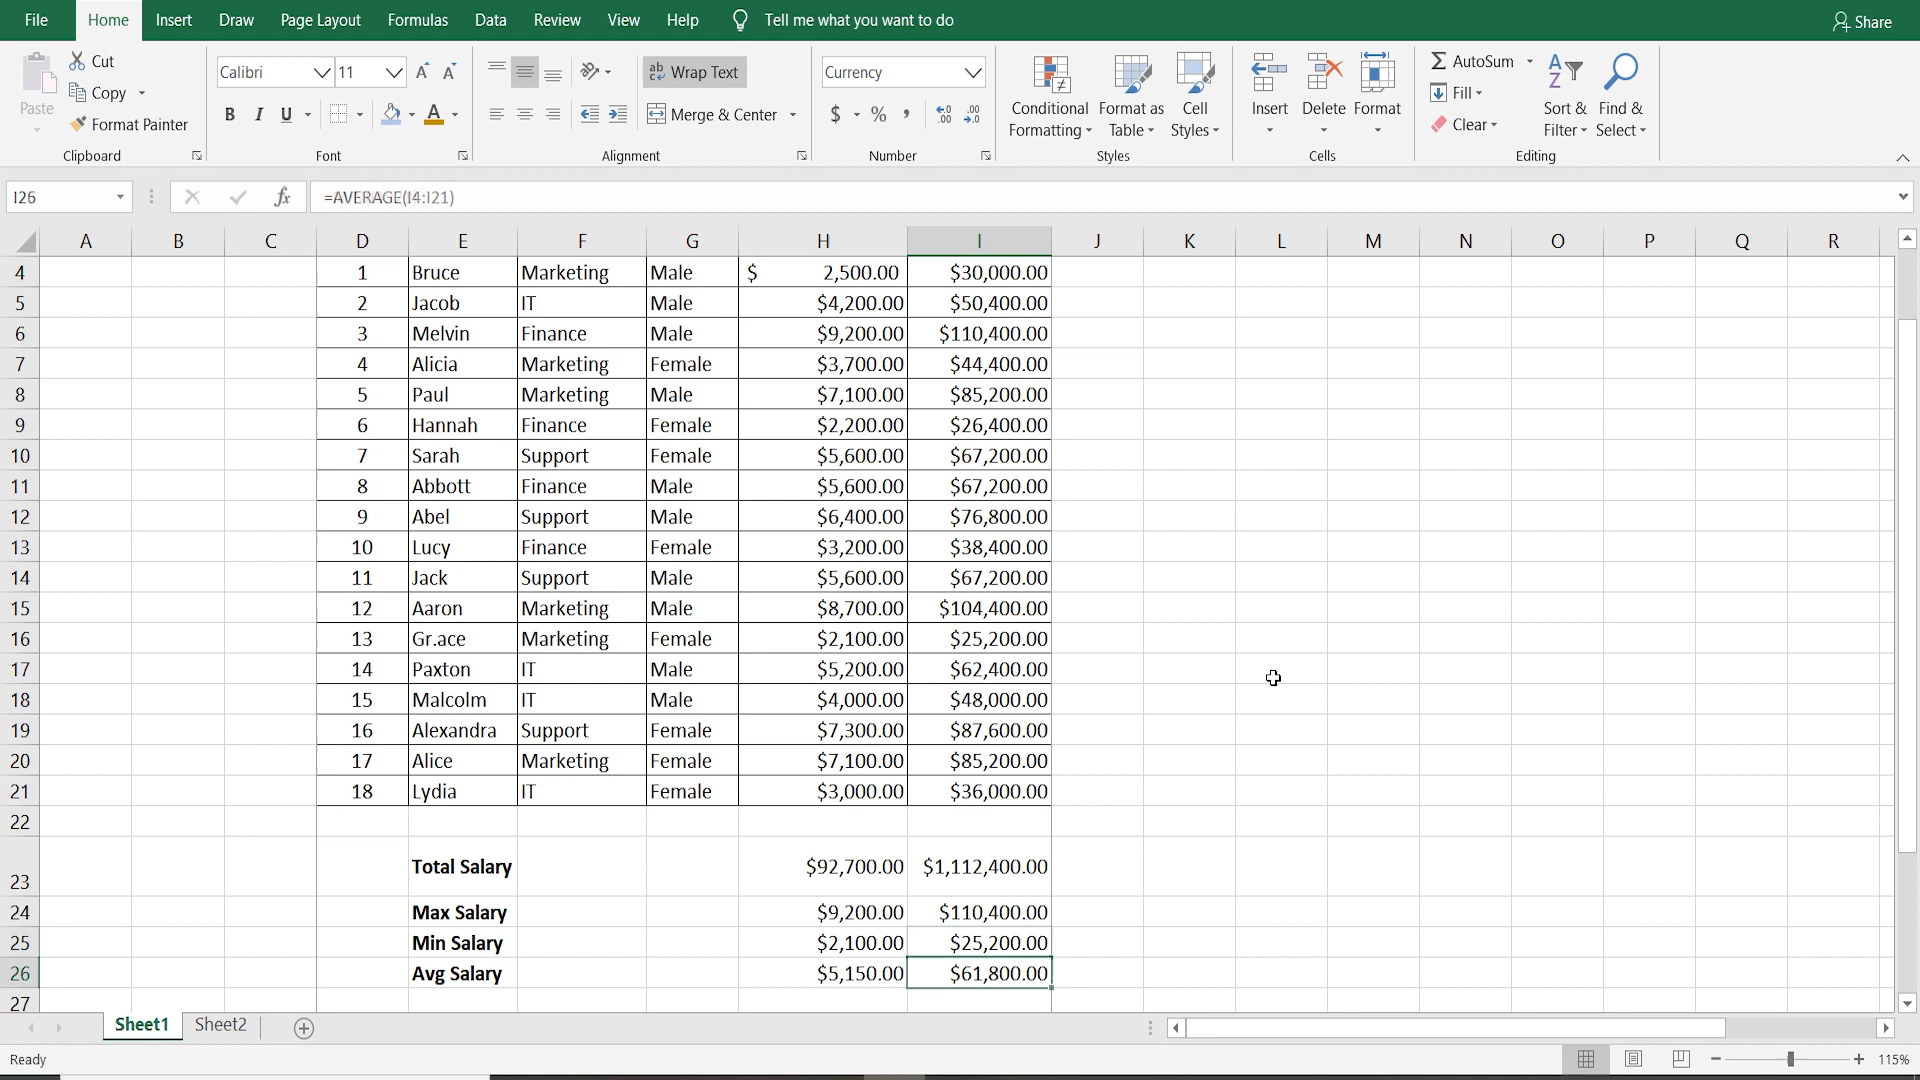 File Home Insert Draw Page Layout Formulas Data Review View Help Tell me what you want to do Share
Paste Cut Copy Format Painter
Calibri 11 A A
B I U A
ab Wrap Text
Merge & Center
Currency
$ % ,
Conditional Formatting Format as Table Cell Styles
Insert Delete Format
AutoSum Fill Clear
Sort & Filter Find & Select
Clipboard Font Alignment Number Styles Cells Editing
I26 fx =AVERAGE(I4:I21)
A B C D E F G H I J K L M N O P Q R
4 1 Bruce Marketing Male $ 2,500.00 $30,000.00
5 2 Jacob IT Male $4,200.00 $50,400.00
6 3 Melvin Finance Male $9,200.00 $110,400.00
7 4 Alicia Marketing Female $3,700.00 $44,400.00
8 5 Paul Marketing Male $7,100.00 $85,200.00
9 6 Hannah Finance Female $2,200.00 $26,400.00
10 7 Sarah Support Female $5,600.00 $67,200.00
11 8 Abbott Finance Male $5,600.00 $67,200.00
12 9 Abel Support Male $6,400.00 $76,800.00
13 10 Lucy Finance Female $3,200.00 $38,400.00
14 11 Jack Support Male $5,600.00 $67,200.00
15 12 Aaron Marketing Male $8,700.00 $104,400.00
16 13 Gr.ace Marketing Female $2,100.00 $25,200.00
17 14 Paxton IT Male $5,200.00 $62,400.00
18 15 Malcolm IT Male $4,000.00 $48,000.00
19 16 Alexandra Support Female $7,300.00 $87,600.00
20 17 Alice Marketing Female $7,100.00 $85,200.00
21 18 Lydia IT Female $3,000.00 $36,000.00
22
23 Total Salary $92,700.00 $1,112,400.00
24 Max Salary $9,200.00 $110,400.00
25 Min Salary $2,100.00 $25,200.00
26 Avg Salary $5,150.00 $61,800.00
27
Sheet1 Sheet2
Ready 115%